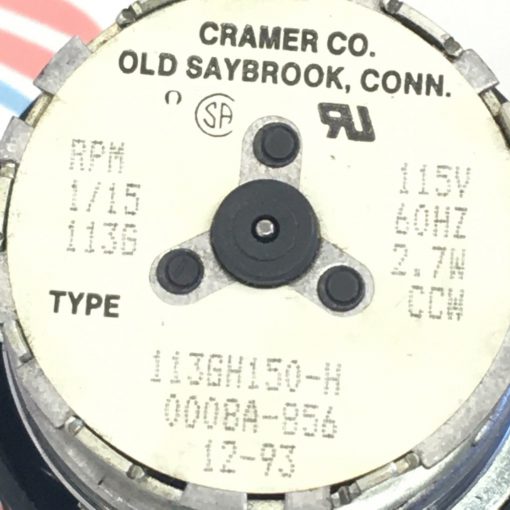 CRAMER CO.
OLD SAYBROOK, CONN.
SA
RU
RPM
1/15
113G
115V
60HZ
2.7W
CCW
TYPE
113GH150-H
0008A-856
12-93